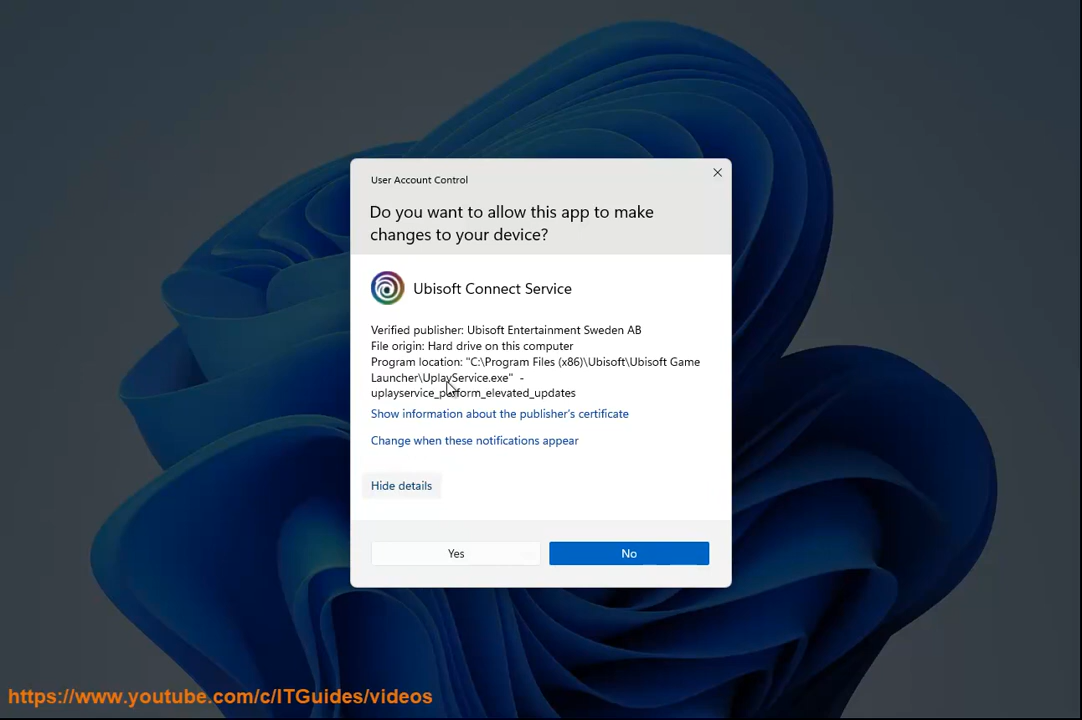 User Account Control
Do you want to allow this app to make
changes to your device?
Ubisoft Connect Service
Verified publisher: Ubisoft Entertainment Sweden AB
File origin: Hard drive on this computer
Program location: "C:\Program Files (x86)\Ubisoft\Ubisoft Game
Launcher\UplayService.exe" -
uplayservice_perform_elevated_updates
Show information about the publisher's certificate
Change when these notifications appear
Hide details
Yes
No
https://www.youtube.com/c/ITGuides/videos